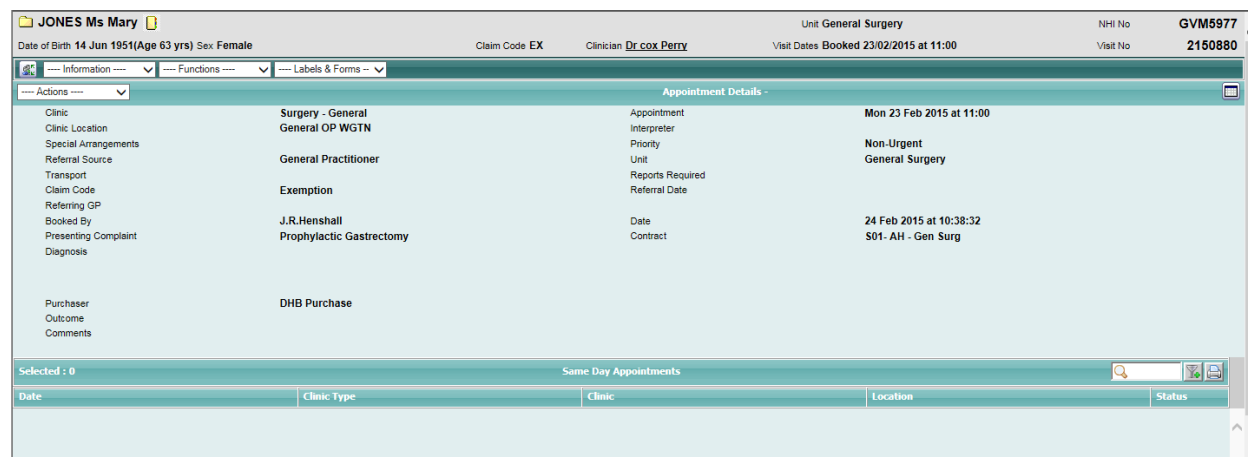 JONES Ms Mary Unit General Surgery NHI No GVM5977
Date of Birth 14 Jun 1951(Age 63 yrs) Sex Female Claim Code EX Clinician Dr cox Perry Visit Dates Booked 23/02/2015 at 11:00 Visit No 2150880
---- Information ---- ---- Functions ---- ---- Labels & Forms --
---- Actions ---- Appointment Details -
Clinic Surgery - General Appointment Mon 23 Feb 2015 at 11:00
Clinic Location General OP WGTN Interpreter
Special Arrangements Priority Non-Urgent
Referral Source General Practitioner Unit General Surgery
Transport Reports Required
Claim Code Exemption Referral Date
Referring GP
Booked By J.R.Henshall Date 24 Feb 2015 at 10:38:32
Presenting Complaint Prophylactic Gastrectomy Contract S01- AH - Gen Surg
Diagnosis
Purchaser DHB Purchase
Outcome
Comments
Selected : 0 Same Day Appointments
Date Clinic Type Clinic Location Status